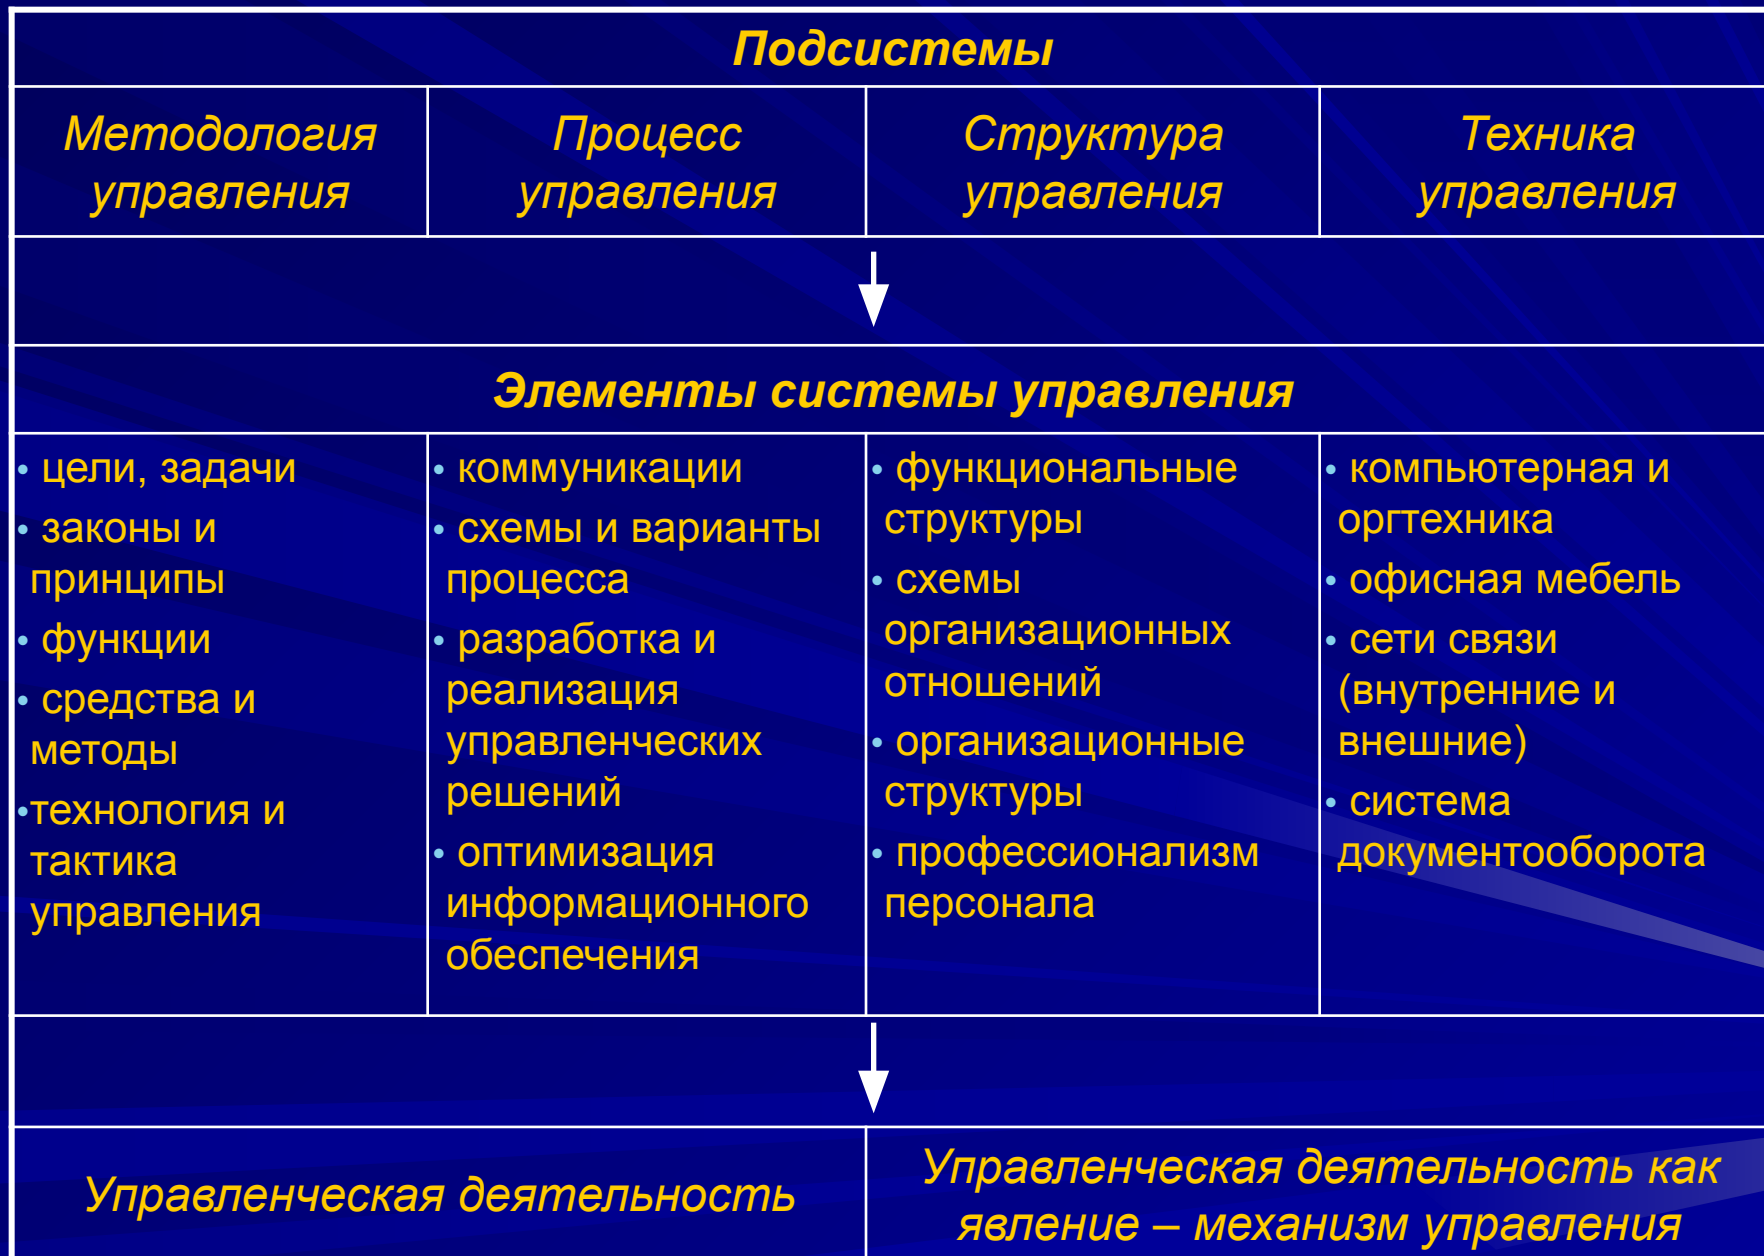 Подсистемы
Методология
управления
Процесс
управления
Структура
управления
Техника
управления
Элементы системы управления
• цели, задачи
• законы и
принципы
• функции
• средства и
методы
•технология и
тактика
управления
• коммуникации
• схемы и варианты
процесса
• разработка и
реализация
управленческих
решений
• оптимизация
информационного
обеспечения
• функциональные
структуры
• схемы
организационных
отношений
• организационные
структуры
• профессионализм
персонала
• компьютерная и
оргтехника
• офисная мебель
• сети связи
(внутренние и
внешние)
• система
документооборота
Управленческая деятельность
Управленческая деятельность как
явление – механизм управления